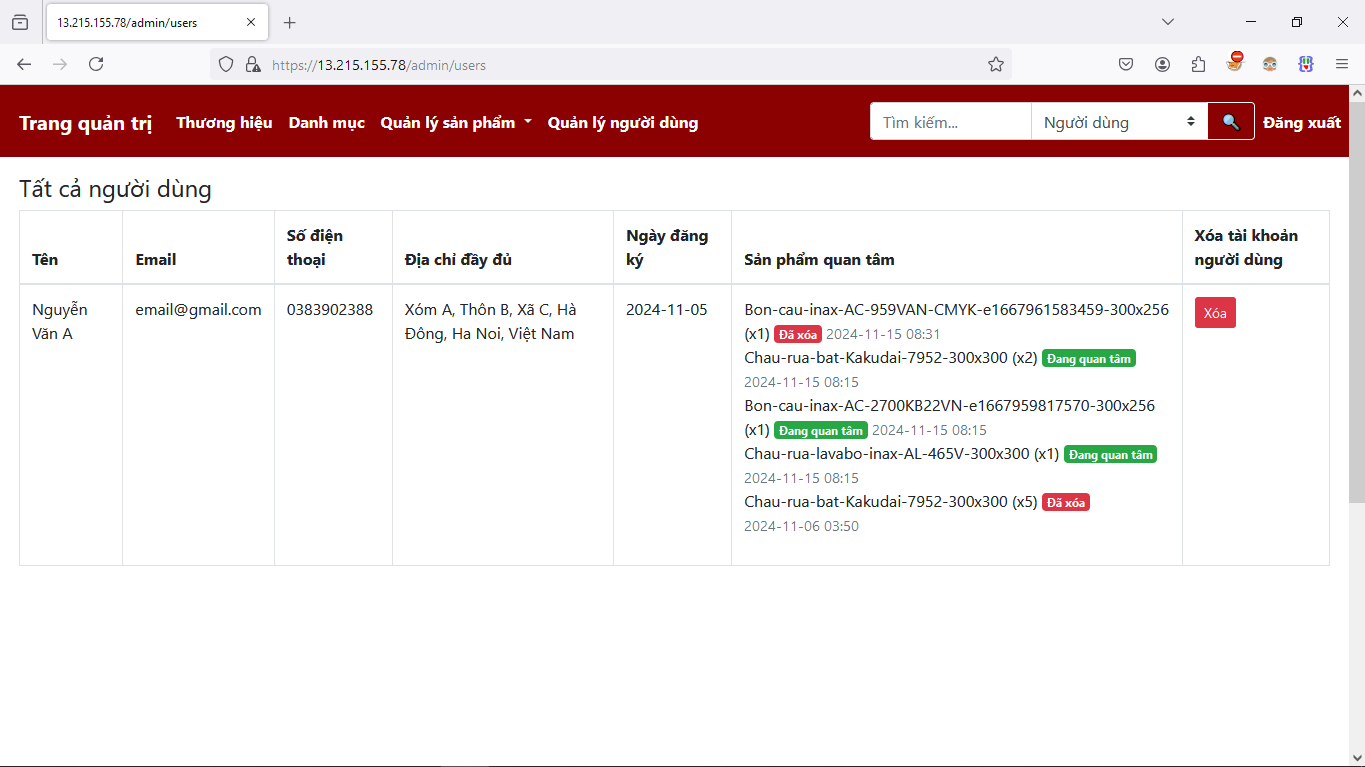 13.215.155.78/admin/users
https://13.215.155.78/admin/users
Trang quản trị Thương hiệu Danh mục Quản lý sản phẩm Quản lý người dùng Tìm kiếm... Người dùng Đăng xuất
Tất cả người dùng
Tên
Email
Số điện
thoại
Địa chỉ đầy đủ
Ngày đăng
ký
Sản phẩm quan tâm
Xóa tài khoản
người dùng
Nguyễn
Văn A
email@gmail.com
0383902388
Xóm A, Thôn B, Xã C, Hà
Đông, Ha Noi, Việt Nam
2024-11-05
Bon-cau-inax-AC-959VAN-CMYK-e1667961583459-300x256
(x1) Đã xóa 2024-11-15 08:31
Chau-rua-bat-Kakudai-7952-300x300 (x2) Đang quan tâm
2024-11-15 08:15
Bon-cau-inax-AC-2700KB22VN-e1667959817570-300x256
(x1) Đang quan tâm 2024-11-15 08:15
Chau-rua-lavabo-inax-AL-465V-300x300 (x1) Đang quan tâm
2024-11-15 08:15
Chau-rua-bat-Kakudai-7952-300x300 (x5) Đã xóa
2024-11-06 03:50
Xóa